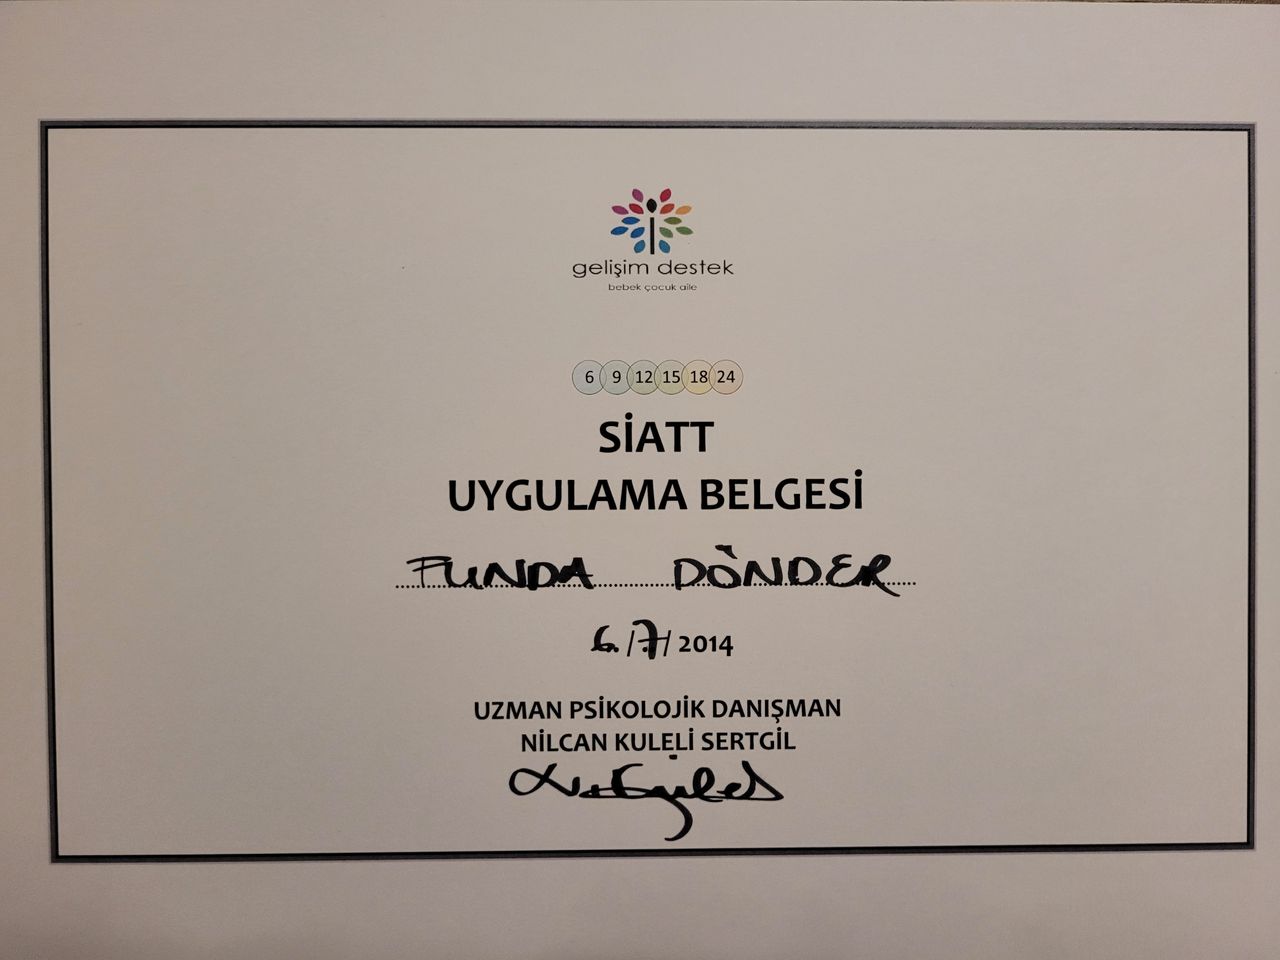 gelişim destek
bebek çocuk aile
6 9 12 15 18 24
SİATT
UYGULAMA BELGESİ
FUNDA DÖNDER
6./7/ 2014
UZMAN PSİKOLOJİK DANIŞMAN
NİLCAN KULELİ SERTGİL